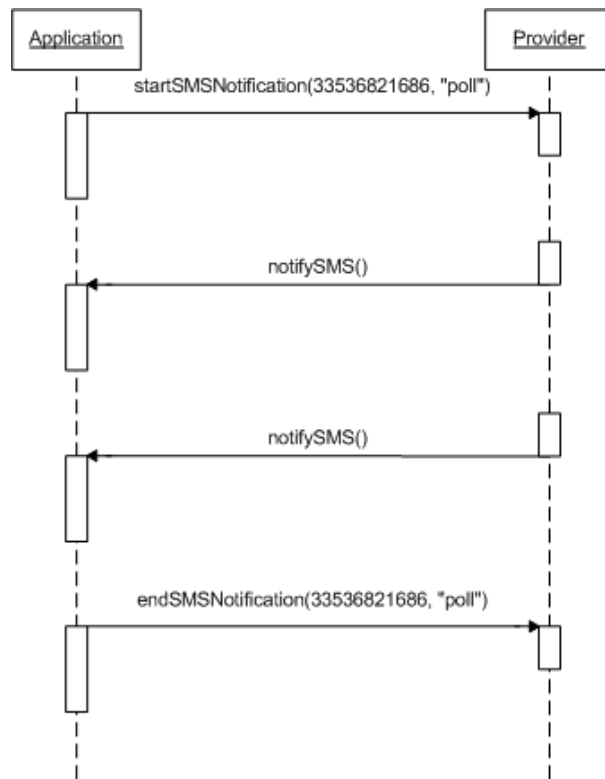 Application
Provider
startSMSNotification(33536821686, "poll")
notifySMS()
notifySMS()
endSMSNotification(33536821686, "poll")